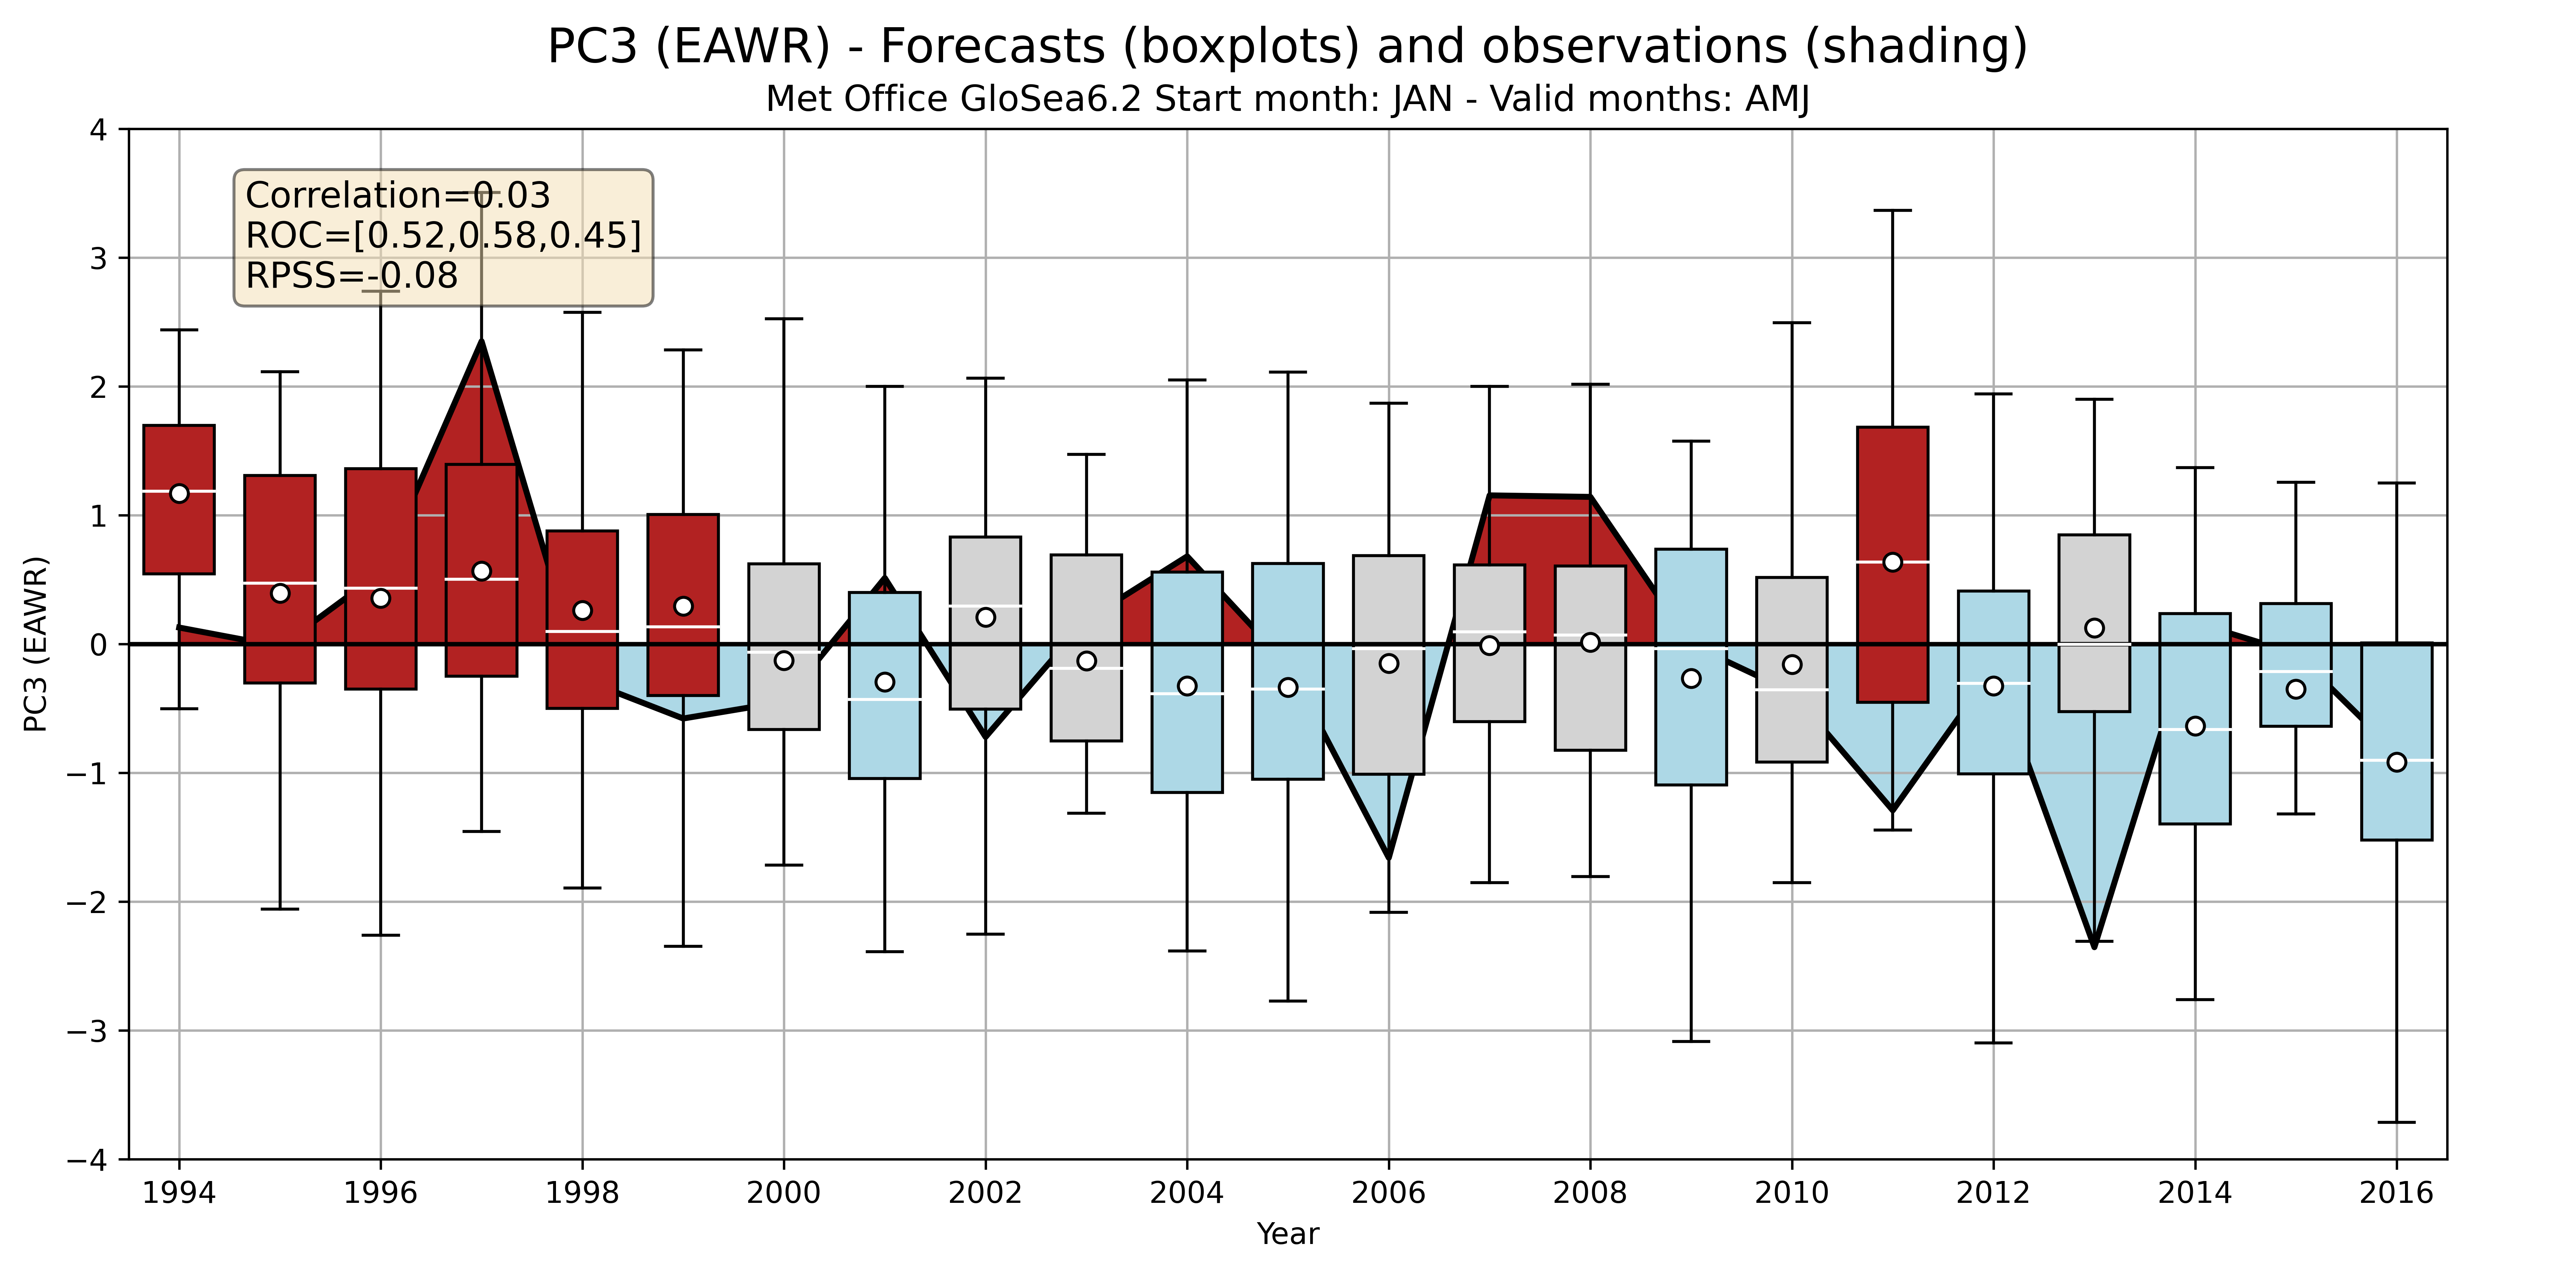 PC3 (EAWR) - Forecasts (boxplots) and observations (shading)
Met Office GloSea6.2 Start month: JAN - Valid months: AMJ
Correlation=0.03
ROC=[0.52,0.58,0.45]
RPSS=-0.08
PC3 (EAWR)
4
3
2
1
0
−1
−2
−3
−4
1994 1996 1998 2000 2002 2004 2006 2008 2010 2012 2014 2016
Year